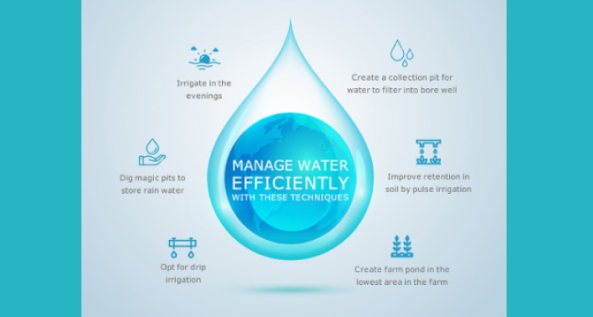 Irrigate in the
evenings
Create a collection pit for
water to filter into bore well
MANAGE WATER
EFFICIENTLY
WITH THESE TECHNIQUES
Dig magic pits to
store rain water
Improve retention in
soil by pulse irrigation
Opt for drip
irrigation
Create farm pond in the
lowest area in the farm